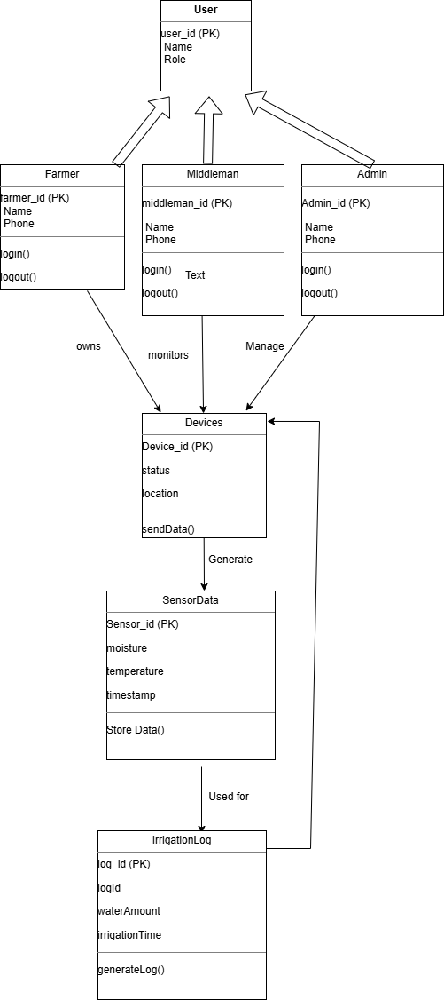 User
user_id (PK)
Name
Role
Farmer
farmer_id (PK)
Name
Phone
login()
logout()
Middleman
middleman_id (PK)
Name
Phone
login()
Text
logout()
Admin
Admin_id (PK)
Name
Phone
login()
logout()
owns
monitors
Manage
Devices
Device_id (PK)
status
location
sendData()
Generate
SensorData
Sensor_id (PK)
moisture
temperature
timestamp
Store Data()
Used for
IrrigationLog
log_id (PK)
logId
waterAmount
irrigationTime
generateLog()